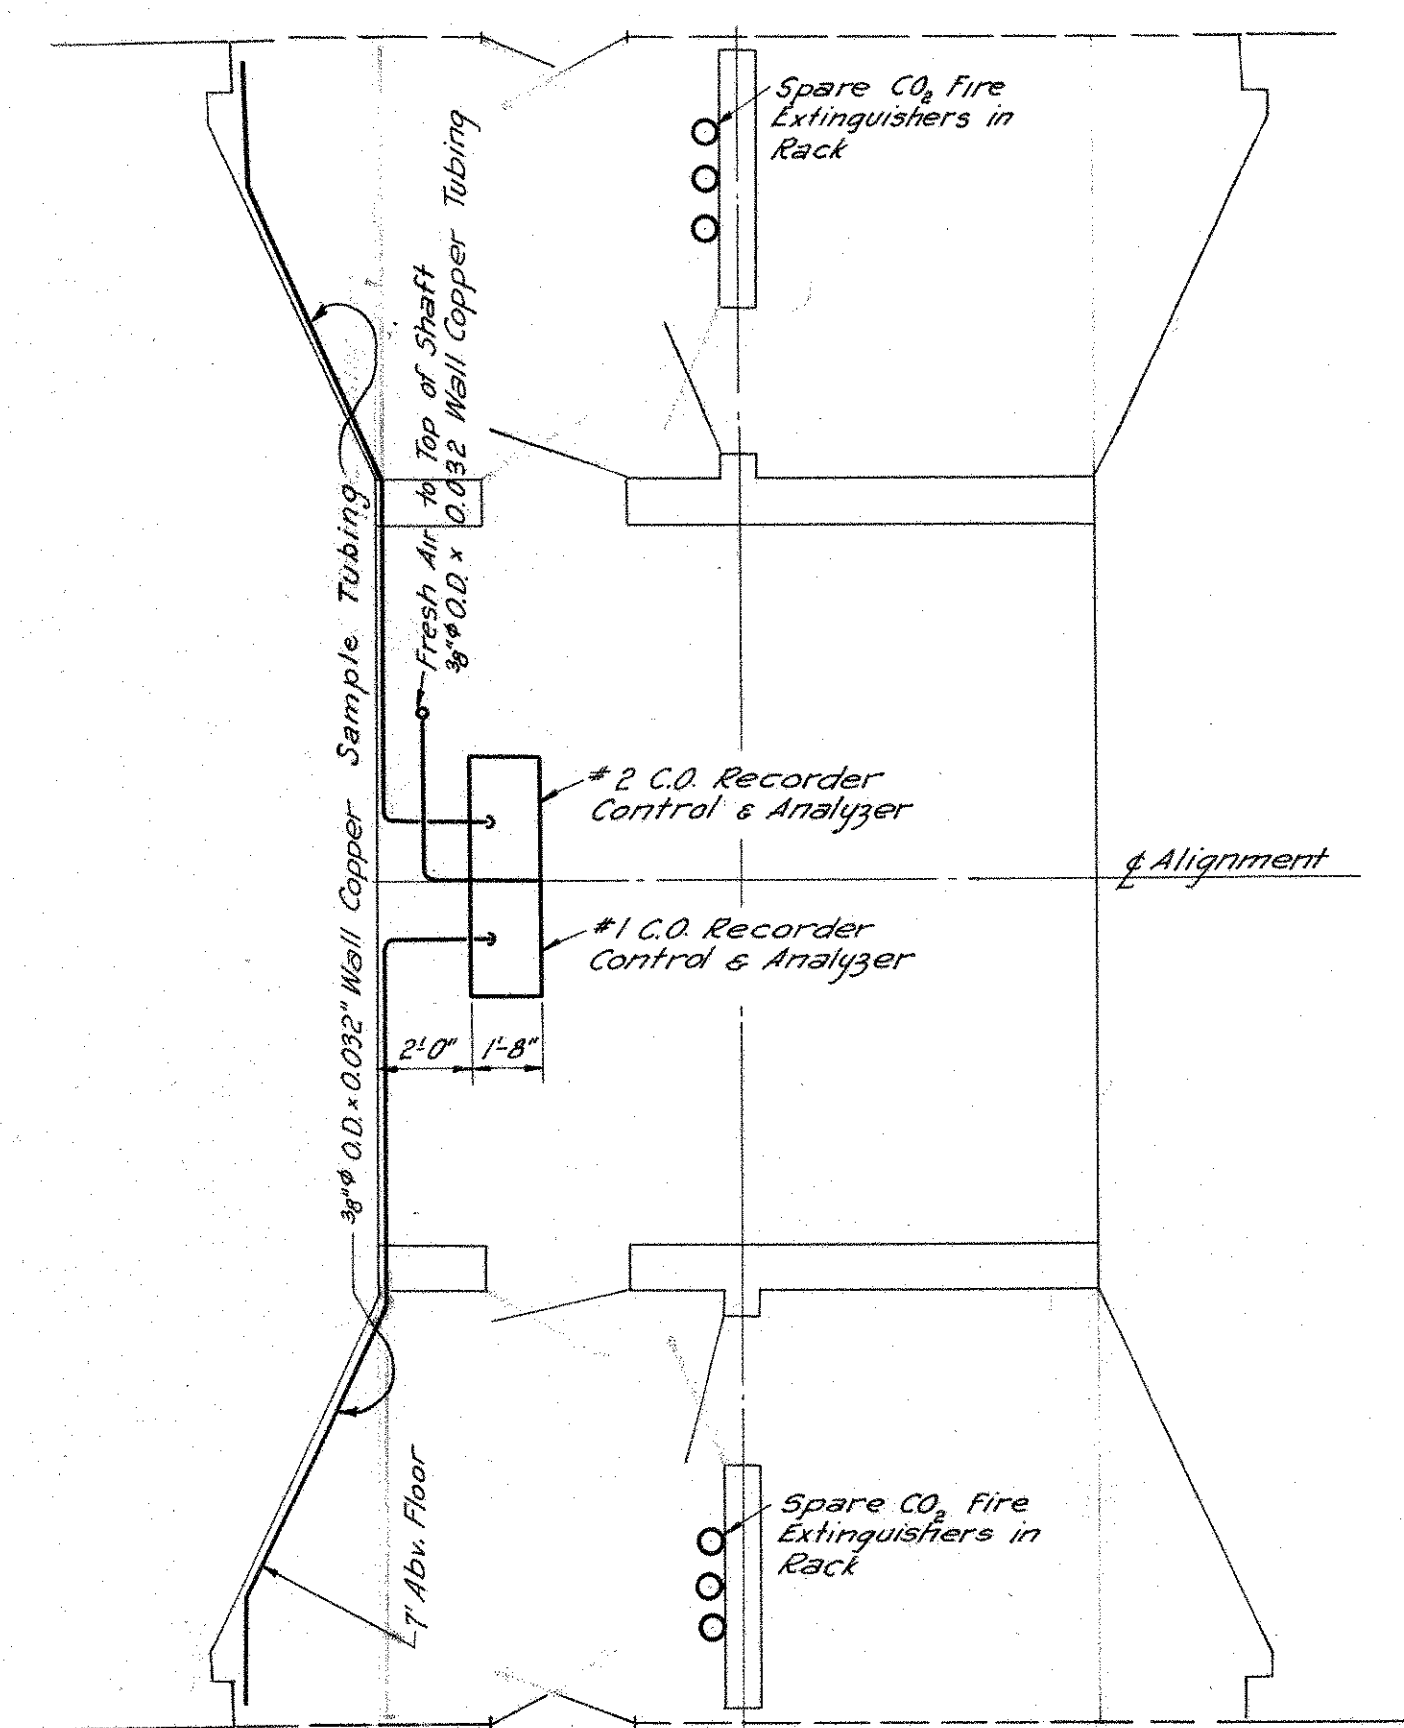 Spare CO₂ Fire
Extinguishers in
Rack
Fresh Air to Top of Shaft
3/8"ϕ O.D. x 0.032 Wall Copper Tubing
3/8"ϕ O.D. x 0.032" Wall Copper Sample Tubing
#2 C.O. Recorder
Control & Analyzer
℄ Alignment
#1 C.O. Recorder
Control & Analyzer
2'-0" 1'-8"
7' Abv. Floor
Spare CO₂ Fire
Extinguishers in
Rack